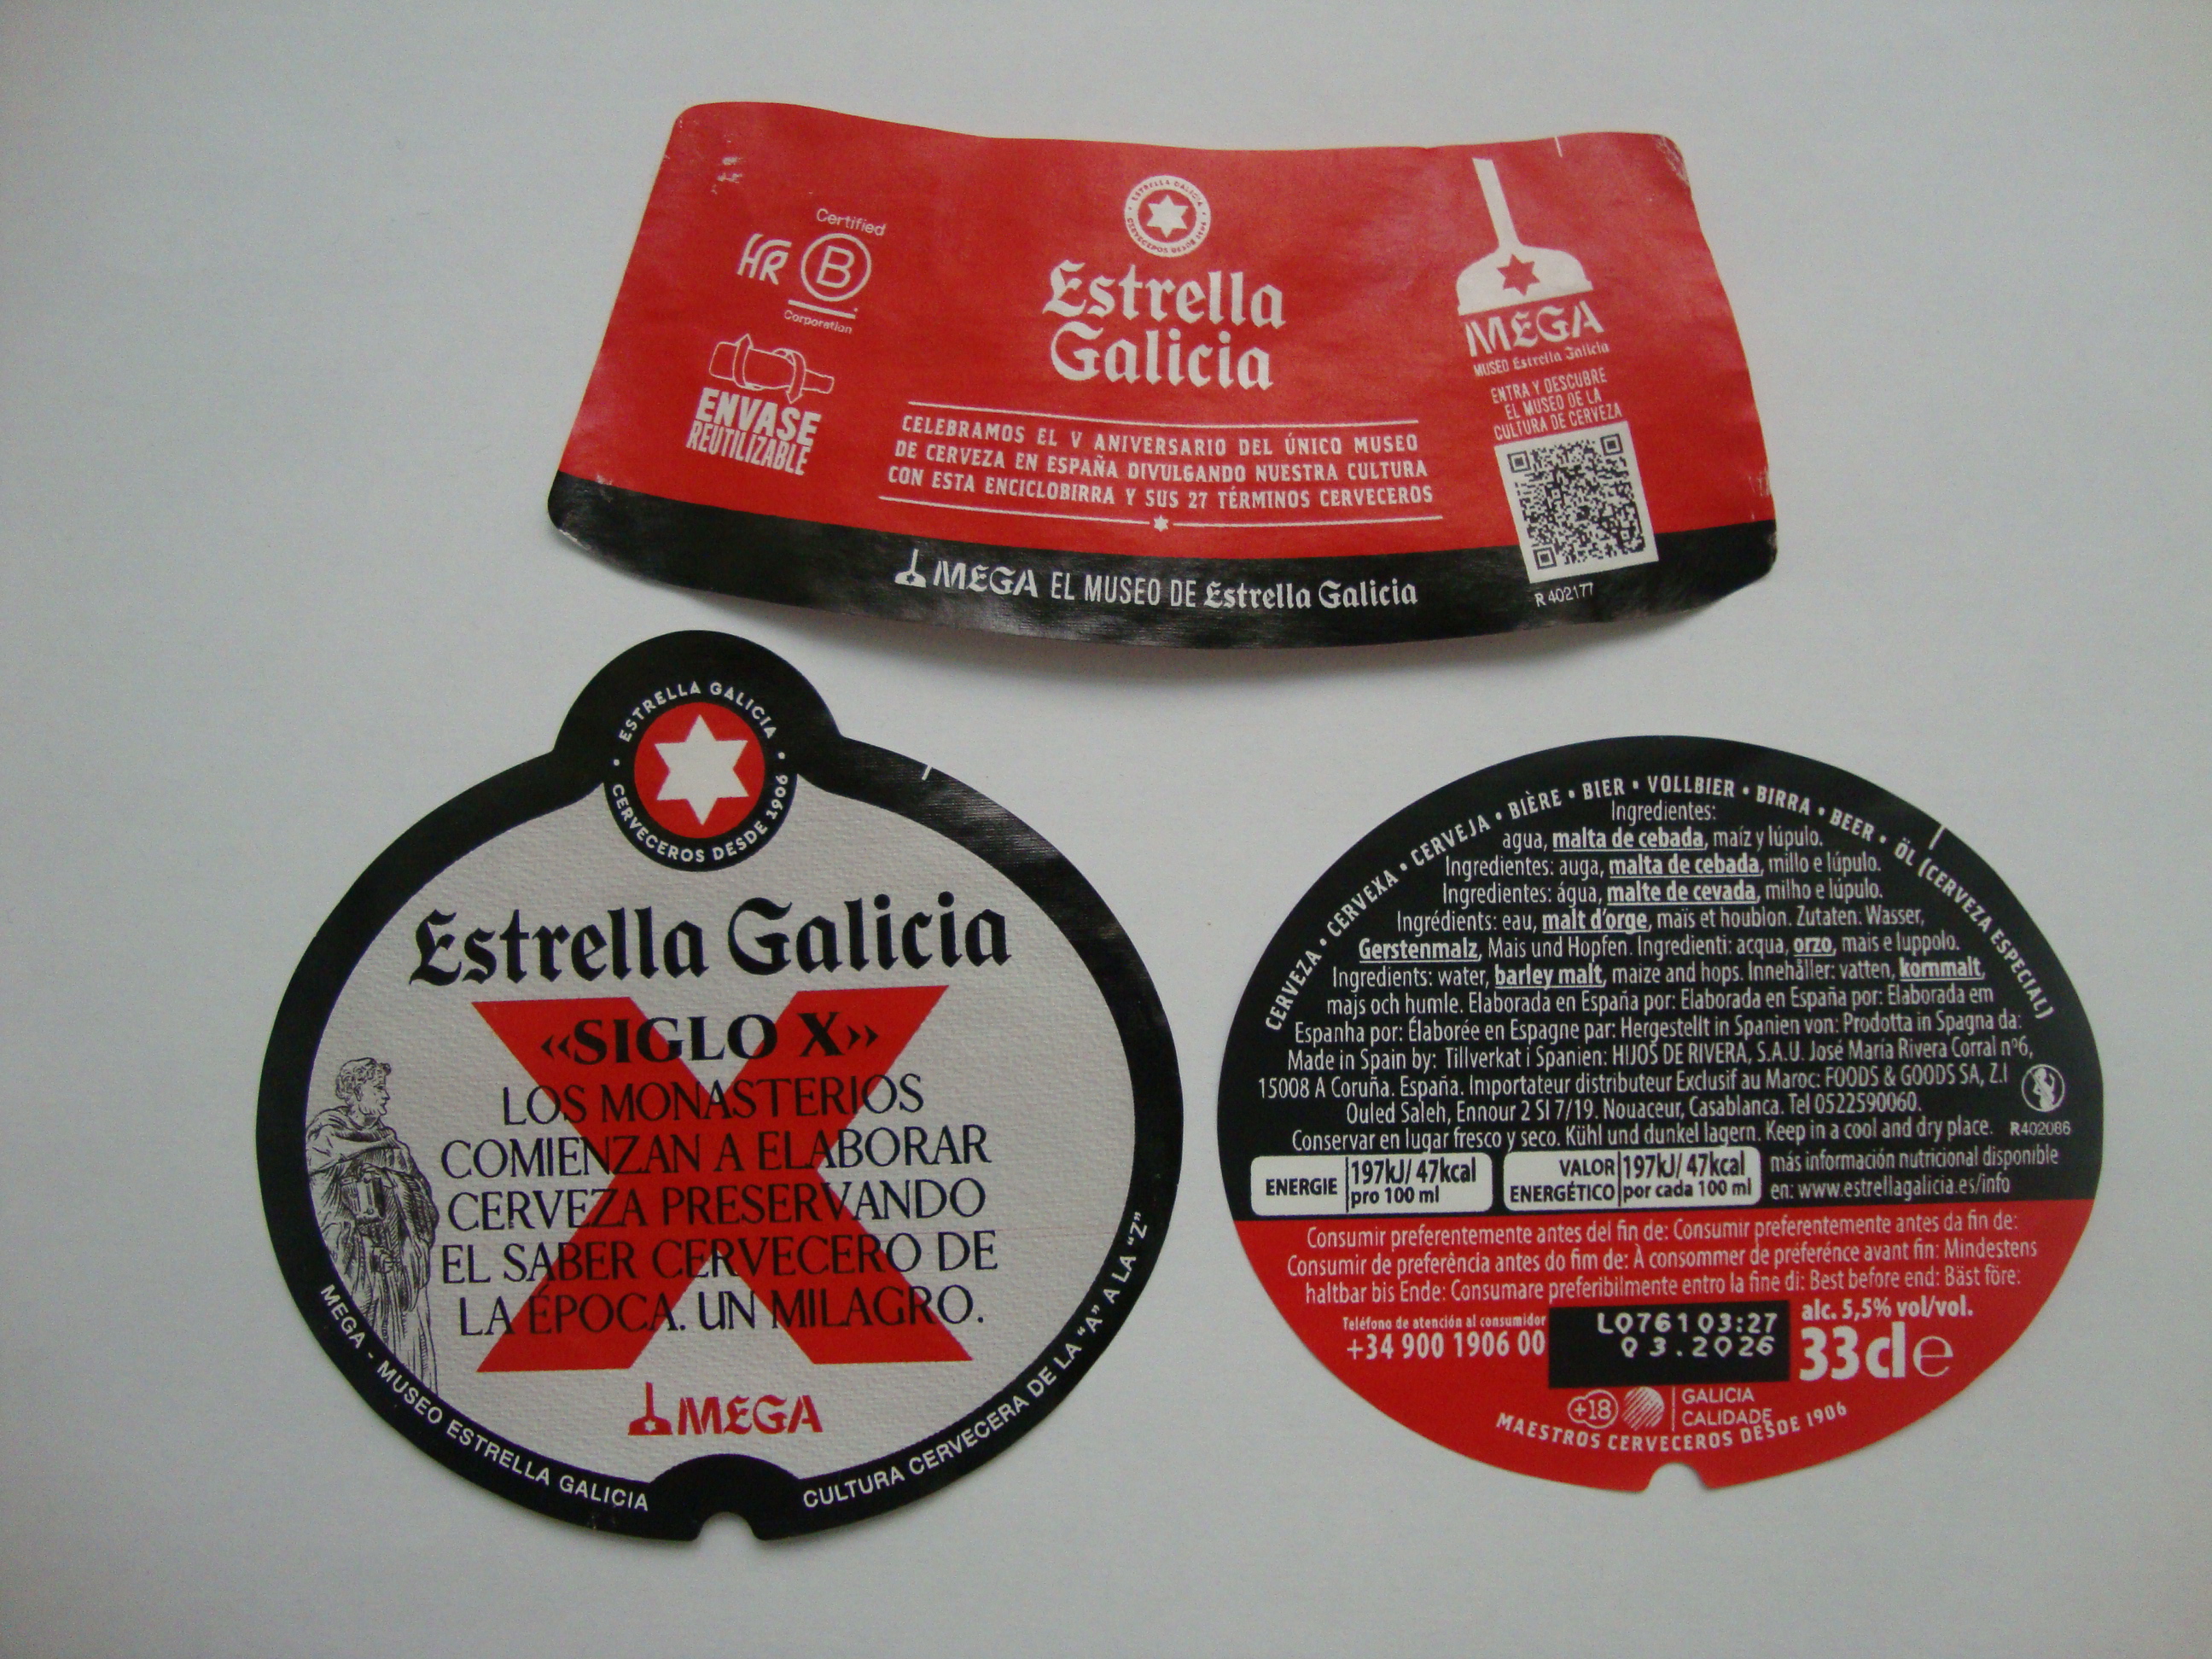 HR
Certified
B
Corporation
ENVASE
REUTILIZABLE
ESTRELLA GALICIA
CERVECEROS DESDE 1906
Estrella
Galicia
CELEBRAMOS EL V ANIVERSARIO DEL ÚNICO MUSEO
DE CERVEZA EN ESPAÑA DIVULGANDO NUESTRA CULTURA
CON ESTA ENCICLOBIRRA Y SUS 27 TÉRMINOS CERVECEROS
MEGA
MUSEO Estrella Galicia
ENTRA Y DESCUBRE
EL MUSEO DE LA
CULTURA DE CERVEZA
R 402177
MEGA EL MUSEO DE Estrella Galicia
ESTRELLA GALICIA
CERVECEROS DESDE 1906
Estrella Galicia
X
«SIGLO X»
LOS MONASTERIOS
COMIENZAN A ELABORAR
CERVEZA PRESERVANDO
EL SABER CERVECERO DE
LA ÉPOCA. UN MILAGRO.
MEGA
MEGA - MUSEO ESTRELLA GALICIA
CULTURA CERVECERA DE LA "A" A LA "Z"
CERVEZA • CERVEXA • CERVEJA • BIÈRE • BIER • VOLLBIER • BIRRA • BEER • ÖL (CERVEZA ESPECIAL)
Ingredientes:
agua, malta de cebada, maíz y lúpulo.
Ingredientes: auga, malta de cebada, millo e lúpulo.
Ingredientes: água, malte de cevada, milho e lúpulo.
Ingrédients: eau, malt d'orge, maïs et houblon. Zutaten: Wasser,
Gerstenmalz, Mais und Hopfen. Ingredienti: acqua, orzo, mais e luppolo.
Ingredients: water, barley malt, maize and hops. Innehåller: vatten, kornmalt,
majs och humle. Elaborada en España por: Elaborada en España por: Elaborada em
Espanha por: Élaborée en Espagne par: Hergestellt in Spanien von: Prodotta in Spagna da:
Made in Spain by: Tillverkat i Spanien: HIJOS DE RIVERA, S.A.U. José María Rivera Corral nº6,
15008 A Coruña. España. Importateur distributeur Exclusif au Maroc: FOODS & GOODS SA, Z.I
Ouled Saleh, Ennour 2 SI 7/19. Nouaceur, Casablanca. Tel 0522590060.
Conservar en lugar fresco y seco. Kühl und dunkel lagern. Keep in a cool and dry place. R402086
ENERGIE 197kJ/ 47kcal
pro 100 ml
VALOR ENERGÉTICO 197kJ/ 47kcal
por cada 100 ml
más información nutricional disponible
en: www.estrellagalicia.es/info
Consumir preferentemente antes del fin de: Consumir preferentemente antes da fin de:
Consumir de preferência antes do fim de: À consommer de préférénce avant fin: Mindestens
haltbar bis Ende: Consumare preferibilmente entro la fine di: Best before end: Bäst före:
Teléfono de atención al consumidor
+34 900 1906 00
L076103:27
03.2026
alc. 5,5% vol/vol.
33cl e
+18
GALICIA
CALIDADE
MAESTROS CERVECEROS DESDE 1906